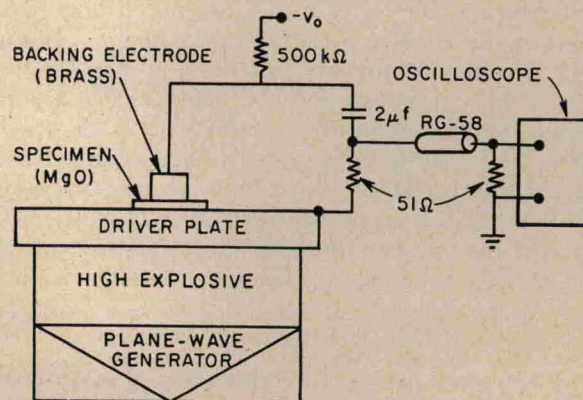 -V₀
500 kΩ
BACKING ELECTRODE
(BRASS)
OSCILLOSCOPE
2μf
RG-58
SPECIMEN
(MgO)
51Ω
DRIVER PLATE
HIGH EXPLOSIVE
PLANE-WAVE
GENERATOR